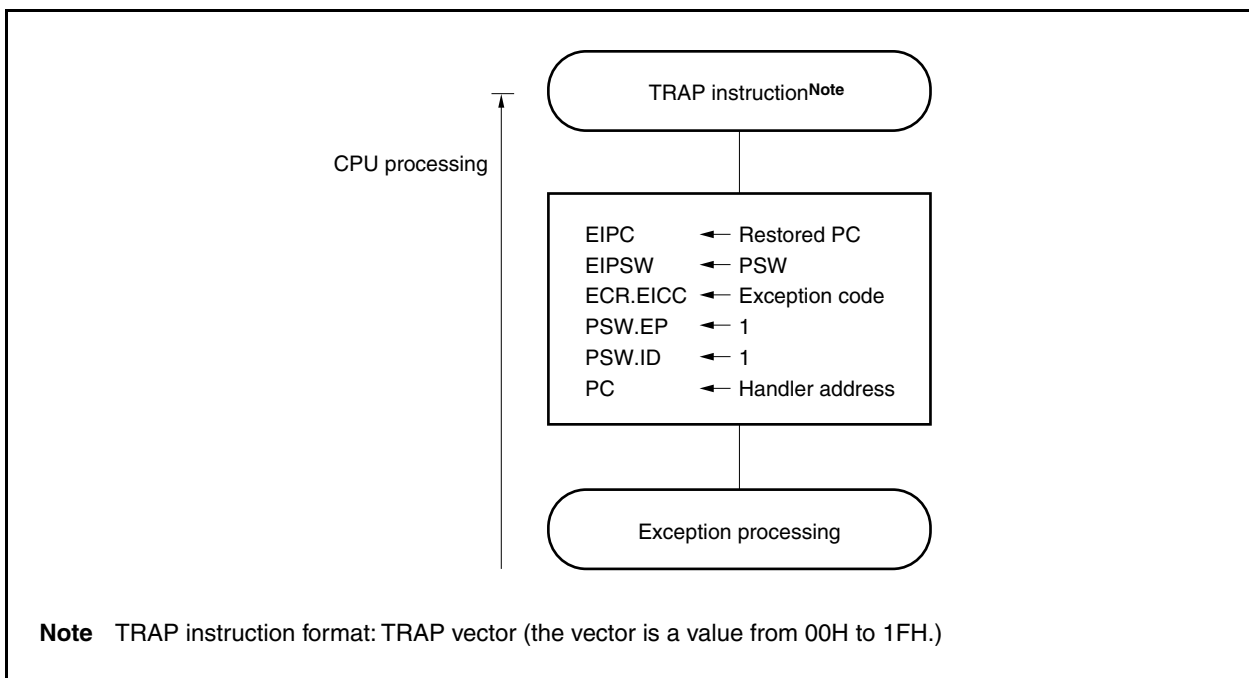 TRAP instructionNote
CPU processing
EIPC ← Restored PC
EIPSW ← PSW
ECR.EICC ← Exception code
PSW.EP ← 1
PSW.ID ← 1
PC ← Handler address
Exception processing
Note TRAP instruction format: TRAP vector (the vector is a value from 00H to 1FH.)